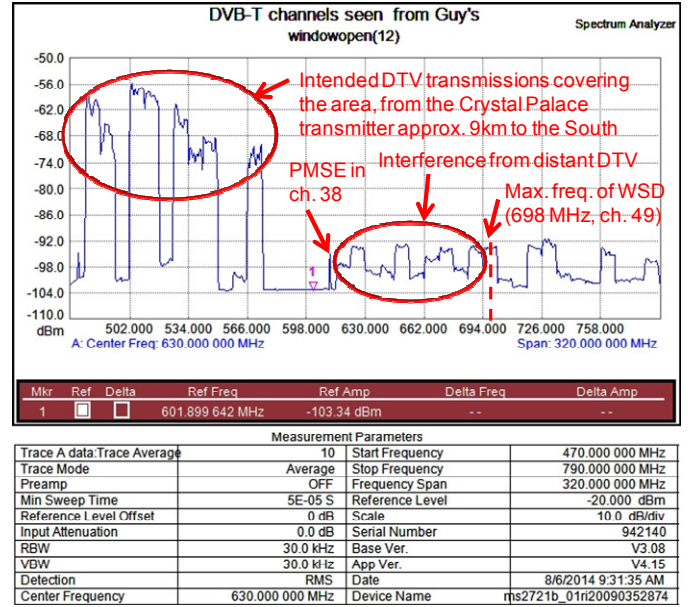 DVB-T channels seen from Guy's
windowopen(12)
Spectrum Analyzer
-50.0
-56.0
-62.0
-68.0
-74.0
-80.0
-86.0
-92.0
-98.0
-104.0
-110.0
dBm
Intended DTV transmissions covering
the area, from the Crystal Palace
transmitter approx. 9km to the South
PMSE in
ch. 38
Interference from distant DTV
Max. freq. of WSD
(698 MHz, ch. 49)
1
502.000 534.000 566.000 598.000 630.000 662.000 694.000 726.000 758.000
A: Center Freq: 630.000 000 MHz
Span: 320.000 000 MHz
Mkr Ref Delta Ref Freq Ref Amp Delta Freq Delta Amp
1 601.899 642 MHz -103.34 dBm -- --
Measurement Parameters
Trace A data:Trace Average 10 Start Frequency 470.000 000 MHz
Trace Mode Average Stop Frequency 790.000 000 MHz
Preamp OFF Frequency Span 320.000 000 MHz
Min Sweep Time 5E-05 S Reference Level -20.000 dBm
Reference Level Offset 0 dB Scale 10.0 dB/div
Input Attenuation 0.0 dB Serial Number 942140
RBW 30.0 kHz Base Ver. V3.08
VBW 30.0 kHz App Ver. V4.15
Detection RMS Date 8/6/2014 9:31:35 AM
Center Frequency 630.000 000 MHz Device Name ms2721b_01ri20090352874